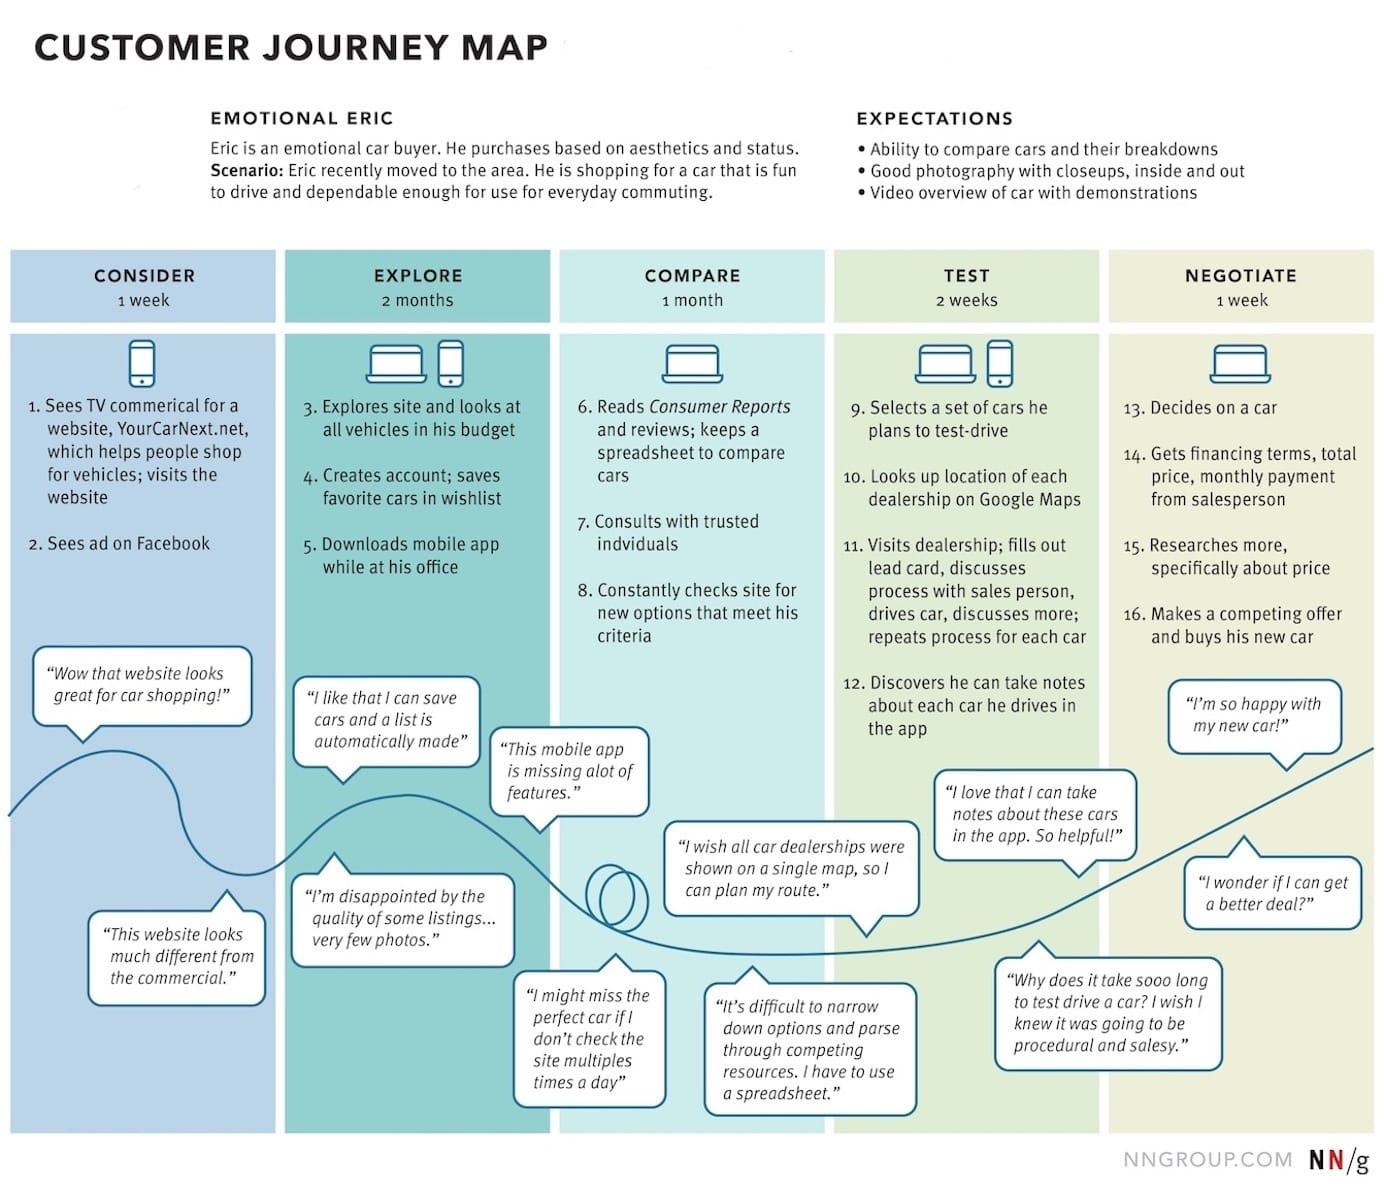 CUSTOMER JOURNEY MAP
EMOTIONAL ERIC
Eric is an emotional car buyer. He purchases based on aesthetics and status.
Scenario: Eric recently moved to the area. He is shopping for a car that is fun
to drive and dependable enough for use for everyday commuting.
EXPECTATIONS
• Ability to compare cars and their breakdowns
• Good photography with closeups, inside and out
• Video overview of car with demonstrations
CONSIDER
1 week
EXPLORE
2 months
COMPARE
1 month
TEST
2 weeks
NEGOTIATE
1 week
1. Sees TV commerical for a
website, YourCarNext.net,
which helps people shop
for vehicles; visits the
website
2. Sees ad on Facebook
3. Explores site and looks at
all vehicles in his budget
4. Creates account; saves
favorite cars in wishlist
5. Downloads mobile app
while at his office
6. Reads Consumer Reports
and reviews; keeps a
spreadsheet to compare
cars
7. Consults with trusted
indviduals
8. Constantly checks site for
new options that meet his
criteria
9. Selects a set of cars he
plans to test-drive
10. Looks up location of each
dealership on Google Maps
11. Visits dealership; fills out
lead card, discusses
process with sales person,
drives car, discusses more;
repeats process for each car
12. Discovers he can take notes
about each car he drives in
the app
13. Decides on a car
14. Gets financing terms, total
price, monthly payment
from salesperson
15. Researches more,
specifically about price
16. Makes a competing offer
and buys his new car
“Wow that website looks
great for car shopping!”
“This website looks
much different from
the commercial.”
“I like that I can save
cars and a list is
automatically made”
“I’m disappointed by the
quality of some listings...
very few photos.”
“This mobile app
is missing alot of
features.”
“I might miss the
perfect car if I
don’t check the
site multiples
times a day”
“I wish all car dealerships were
shown on a single map, so I
can plan my route.”
“It’s difficult to narrow
down options and parse
through competing
resources. I have to use
a spreadsheet.”
“I love that I can take
notes about these cars
in the app. So helpful!”
“Why does it take sooo long
to test drive a car? I wish I
knew it was going to be
procedural and salesy.”
“I’m so happy with
my new car!”
“I wonder if I can get
a better deal?”
NNGROUP.COM NN/g